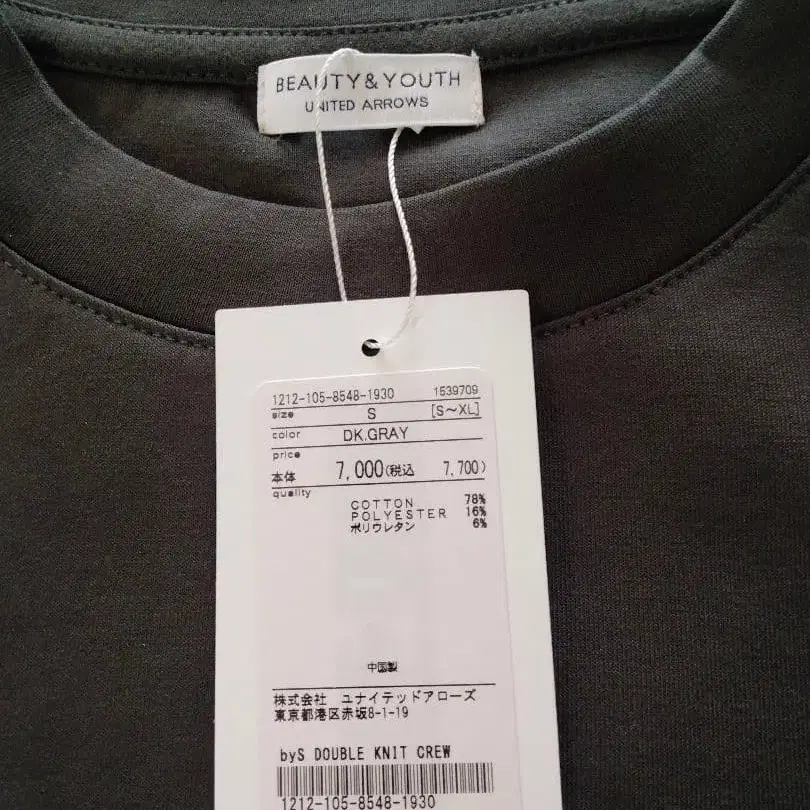 BEAUTY&YOUTH
UNITED ARROWS
1212-105-8548-1930 1539709
size S [S～XL]
color DK.GRAY
price
本体 7,000(税込 7,700)
quality
COTTON 78%
POLYESTER 16%
ポリウレタン 6%
中国製
株式会社 ユナイテッドアローズ
東京都港区赤坂8-1-19
byS DOUBLE KNIT CREW
1212-105-8548-1930